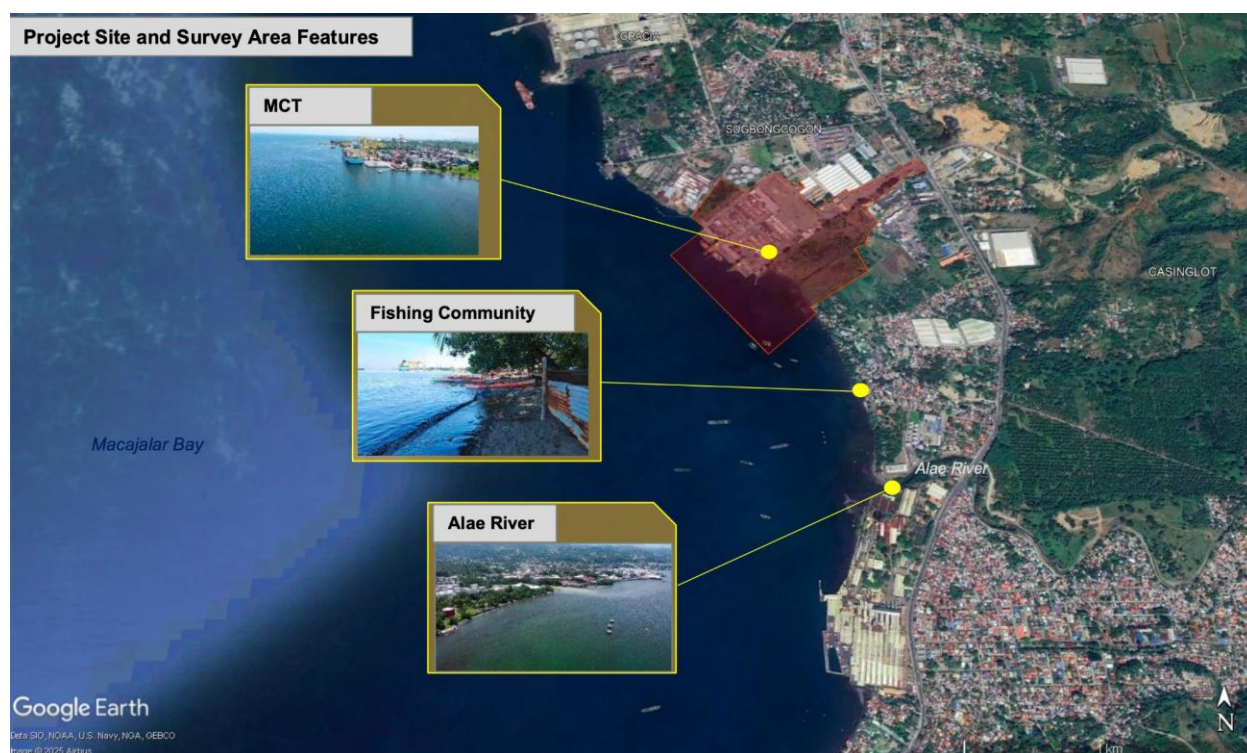 Project Site and Survey Area Features
GRACIA
MCT
SUGBONGCOGON
CASINGLOT
Fishing Community
Macajalar Bay
Alae River
Alae River
Google Earth
N
Data SIO, NOAA, U.S. Navy, NGA, GEBCO
Image © 2025 Airbus
km